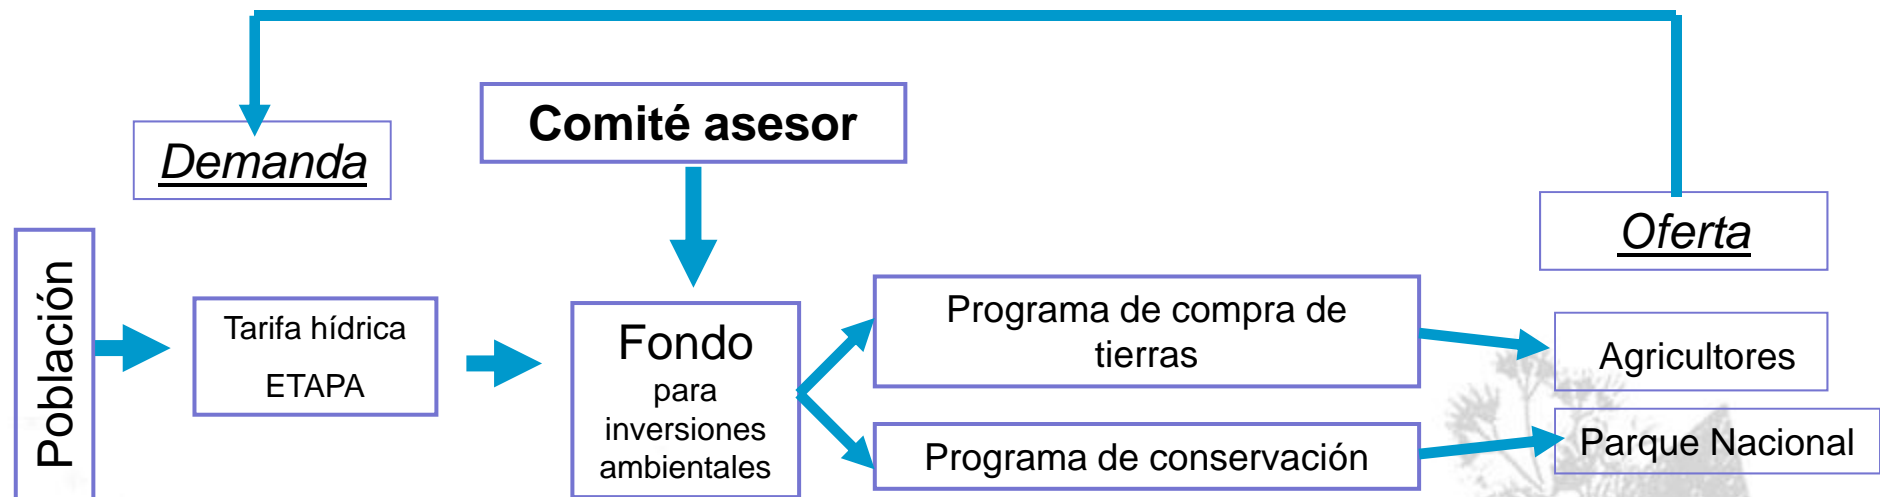 Comité asesor
Demanda
Oferta
Población
Tarifa hídrica
ETAPA
Fondo
para
inversiones
ambientales
Programa de compra de
tierras
Agricultores
Programa de conservación
Parque Nacional